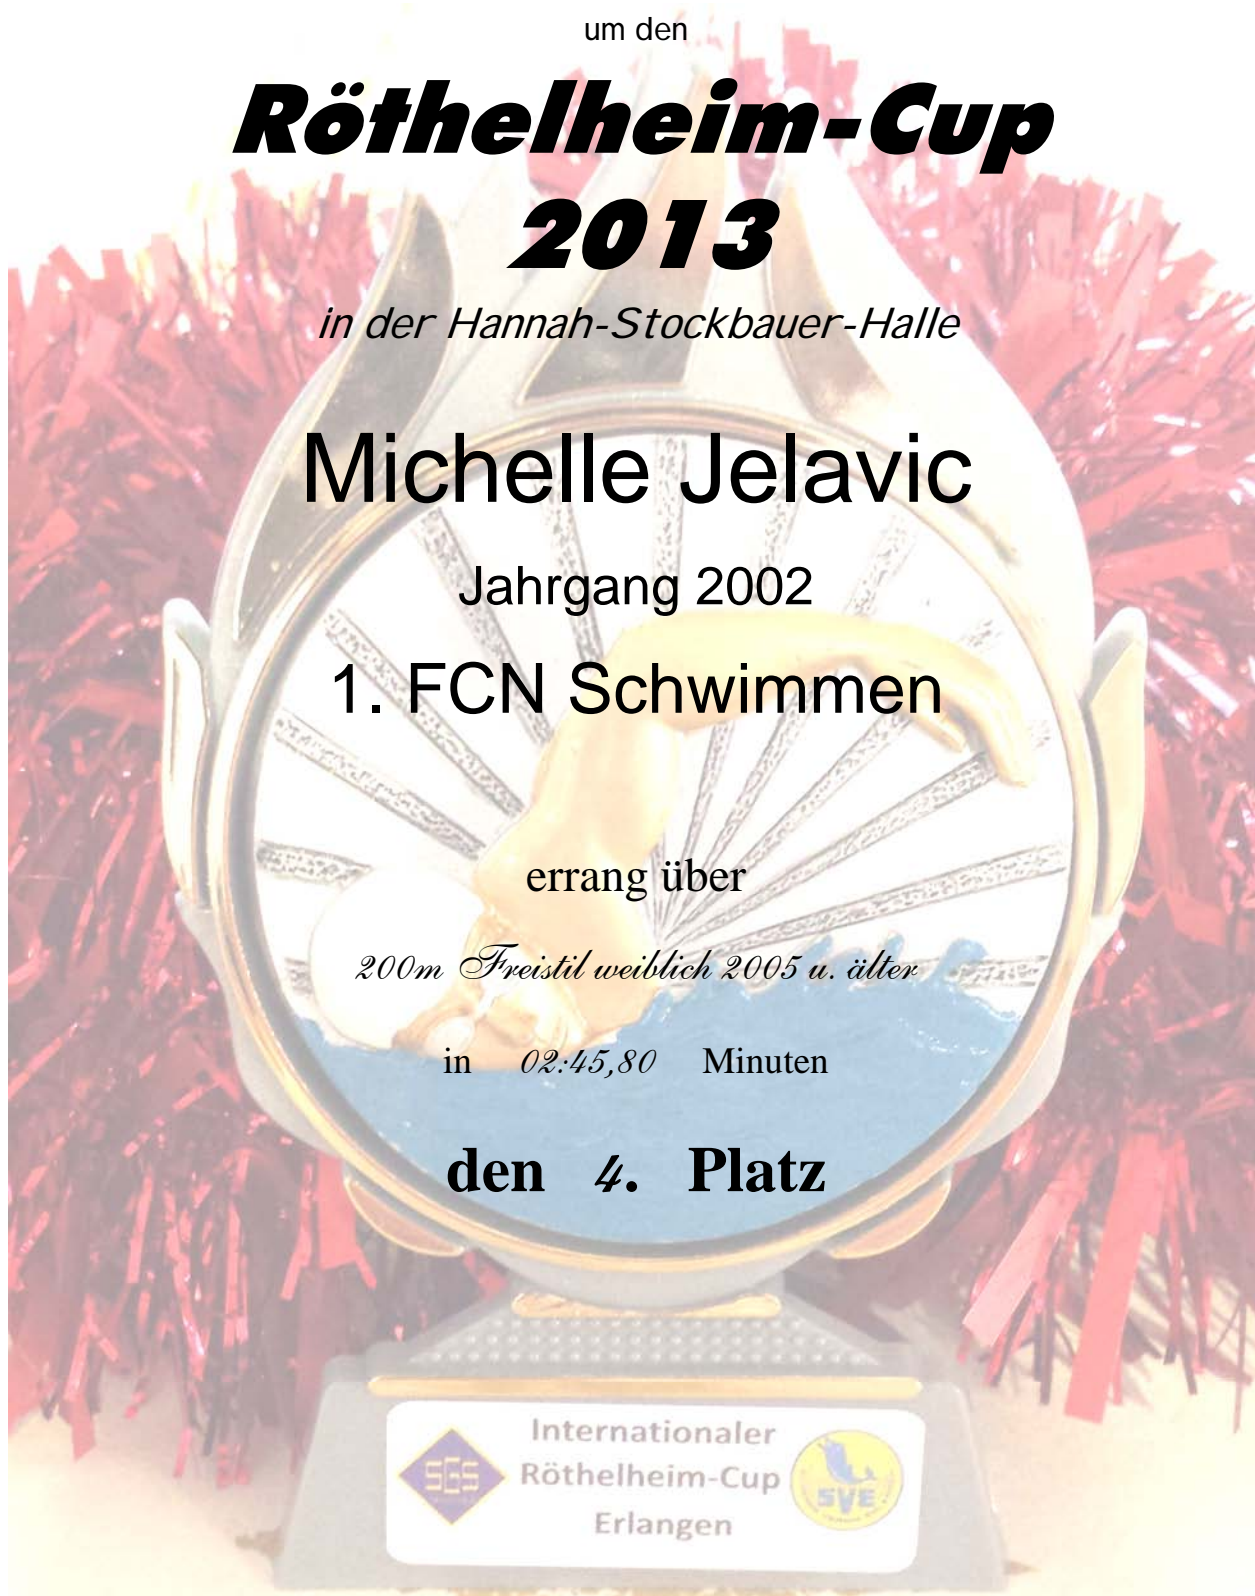 um den
Röthelheim-Cup
2013
in der Hannah-Stockbauer-Halle
Michelle Jelavic
Jahrgang 2002
1. FCN Schwimmen
errang über
200m Freistil weiblich 2005 u. älter
in 02:45,80 Minuten
den 4. Platz
Internationaler
Röthelheim-Cup
Erlangen
SGS
SVE